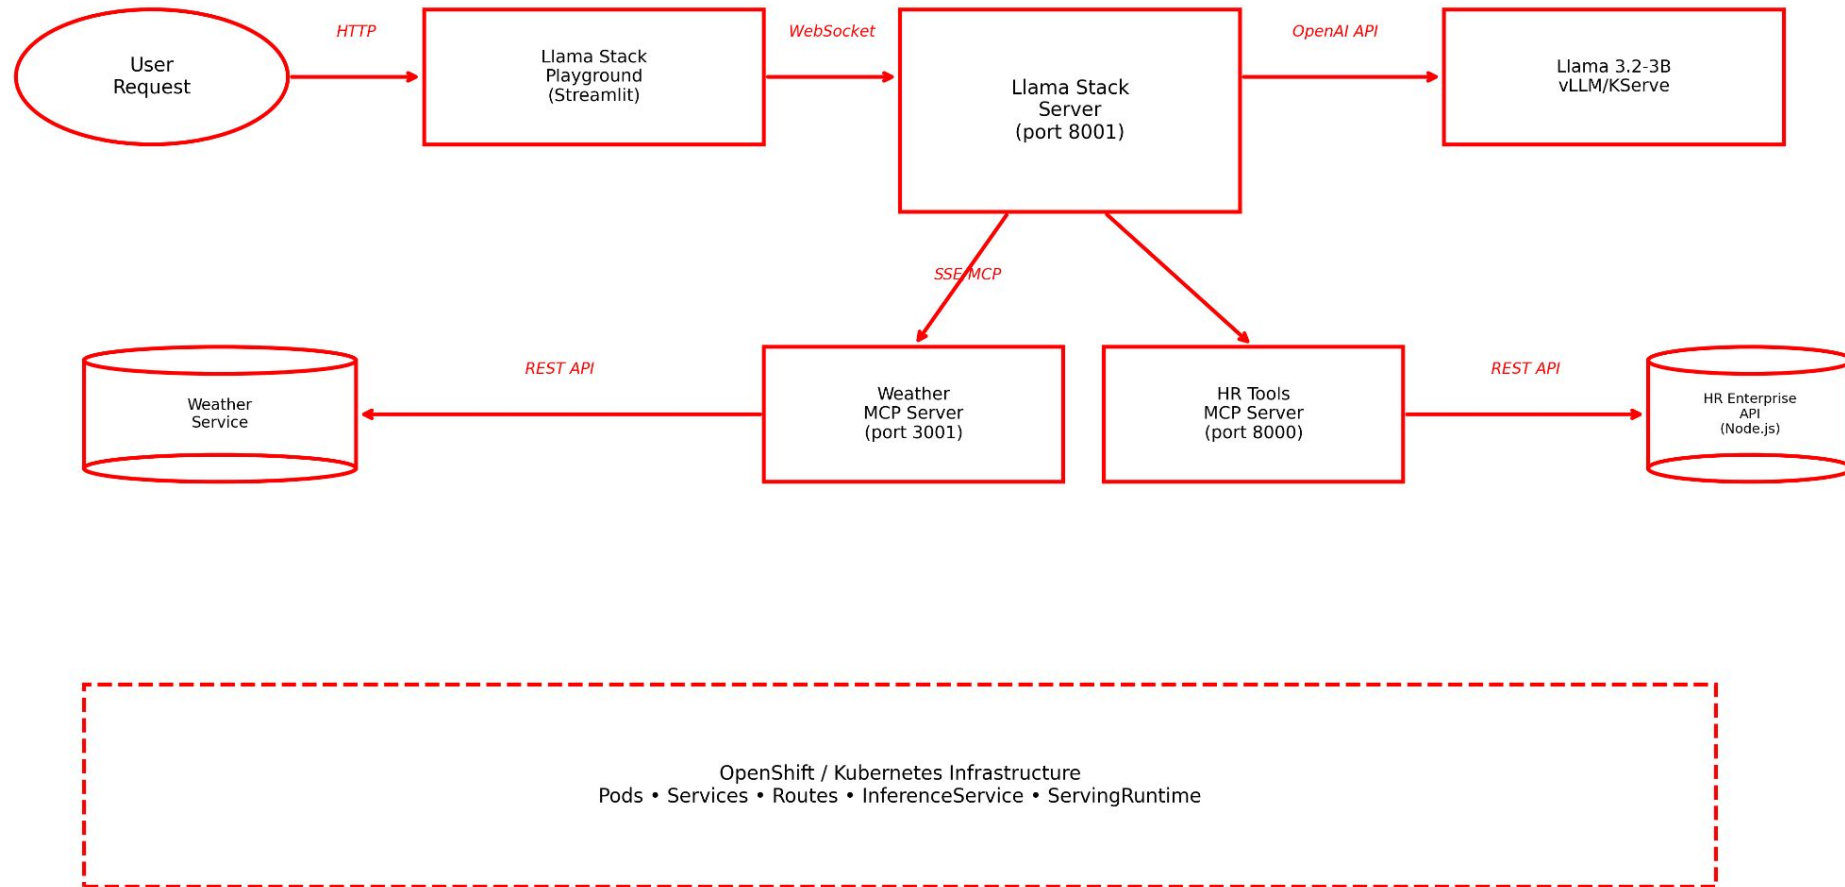 HTTP
WebSocket
OpenAI API
User
Request
Llama Stack
Playground
(Streamlit)
Llama Stack
Server
(port 8001)
Llama 3.2-3B
vLLM/KServe
SSE/MCP
REST API
REST API
Weather
Service
Weather
MCP Server
(port 3001)
HR Tools
MCP Server
(port 8000)
HR Enterprise
API
(Node.js)
OpenShift / Kubernetes Infrastructure
Pods • Services • Routes • InferenceService • ServingRuntime